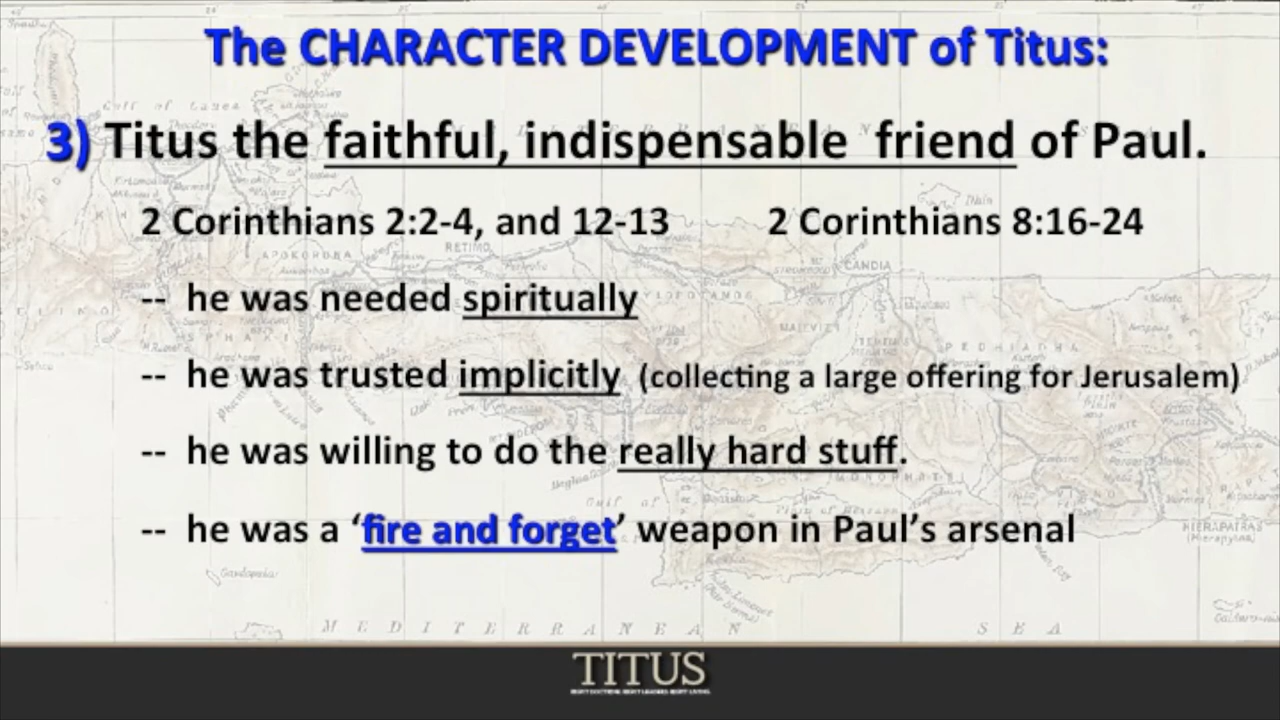 The CHARACTER DEVELOPMENT of Titus:
3) Titus the faithful, indispensable friend of Paul.
2 Corinthians 2:2-4, and 12-13 2 Corinthians 8:16-24
-- he was needed spiritually
-- he was trusted implicitly (collecting a large offering for Jerusalem)
-- he was willing to do the really hard stuff.
-- he was a ‘fire and forget’ weapon in Paul’s arsenal
RETIMO
CANDIA
MEDITERRANEAN SEA
TITUS